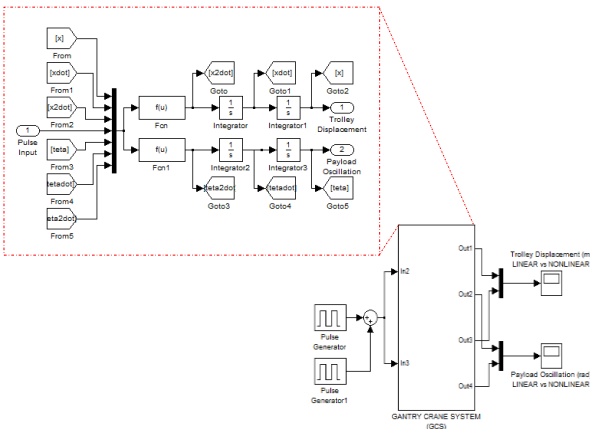 [x]
From
[xdot]
From1
[x2dot]
From2
1
Pulse
Input
[teta]
From3
tetadot]
From4
eta2dot
From5
f(u)
Fcn
f(u)
Fcn1
[x2dot]
Goto
[xdot]
Goto1
[x]
Goto2
1
s
Integrator
1
s
Integrator1
1
Trolley
Displacement
1
s
Integrator2
1
s
Integrator3
2
Payload
Oscillation
[teta2dot
Goto3
[tetadot]
Goto4
[teta]
Goto5
Pulse
Generator
Pulse
Generator1
+
+
In2
In3
Out1
Out2
Out3
Out4
GANTRY CRANE SYSTEM
(GCS)
Trolley Displacement (m
LINEAR vs NONLINEAR
Payload Oscillation (rad
LINEAR vs NONLINEAR